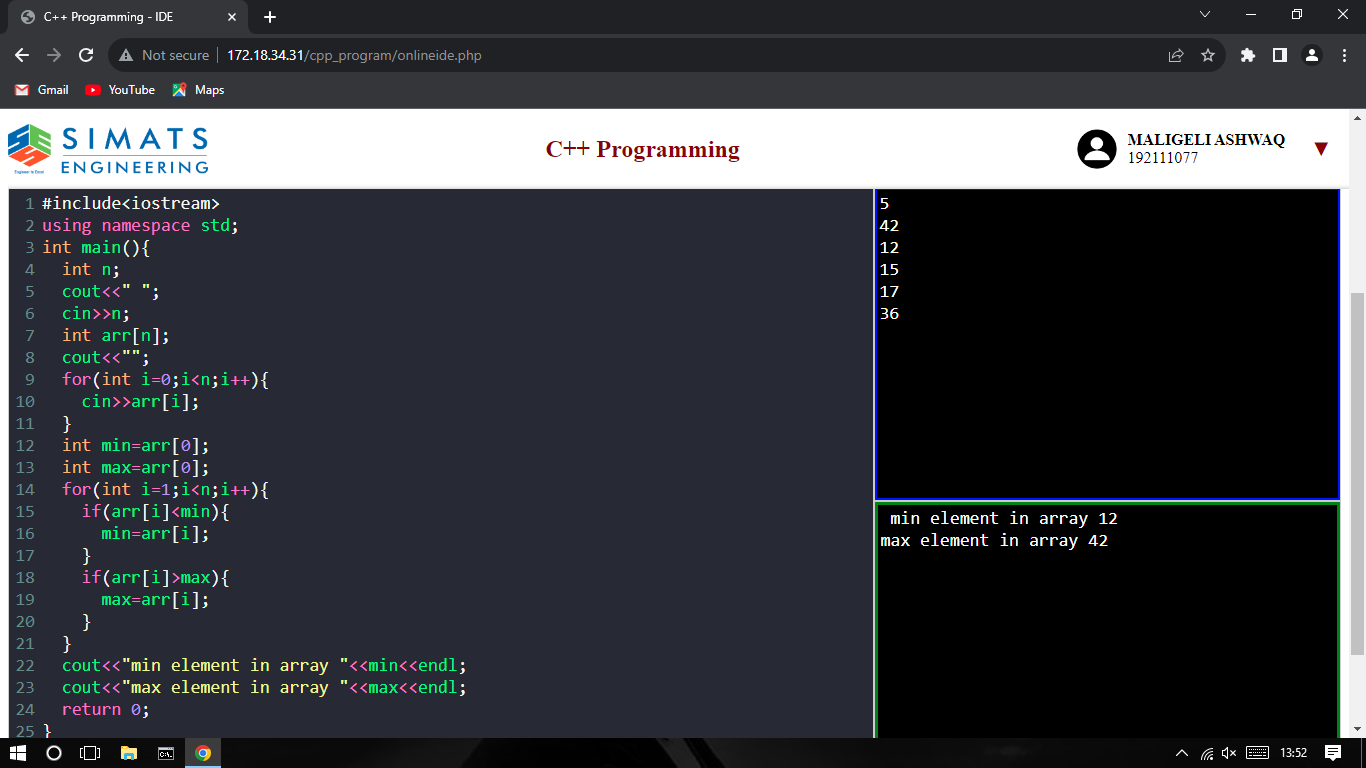 C++ Programming - IDE
Not secure
172.18.34.31/cpp_program/onlineide.php
Gmail
YouTube
Maps
SIMATS
ENGINEERING
Engineer to Excel
C++ Programming
MALIGELI ASHWAQ
192111077
1 #include<iostream>
2 using namespace std;
3 int main(){
4   int n;
5   cout<<" ";
6   cin>>n;
7   int arr[n];
8   cout<<"";
9   for(int i=0;i<n;i++){
10     cin>>arr[i];
11   }
12   int min=arr[0];
13   int max=arr[0];
14   for(int i=1;i<n;i++){
15     if(arr[i]<min){
16       min=arr[i];
17     }
18     if(arr[i]>max){
19       max=arr[i];
20     }
21   }
22   cout<<"min element in array "<<min<<endl;
23   cout<<"max element in array "<<max<<endl;
24   return 0;
25 }
5
42
12
15
17
36
min element in array 12
max element in array 42
C:\.
13:52